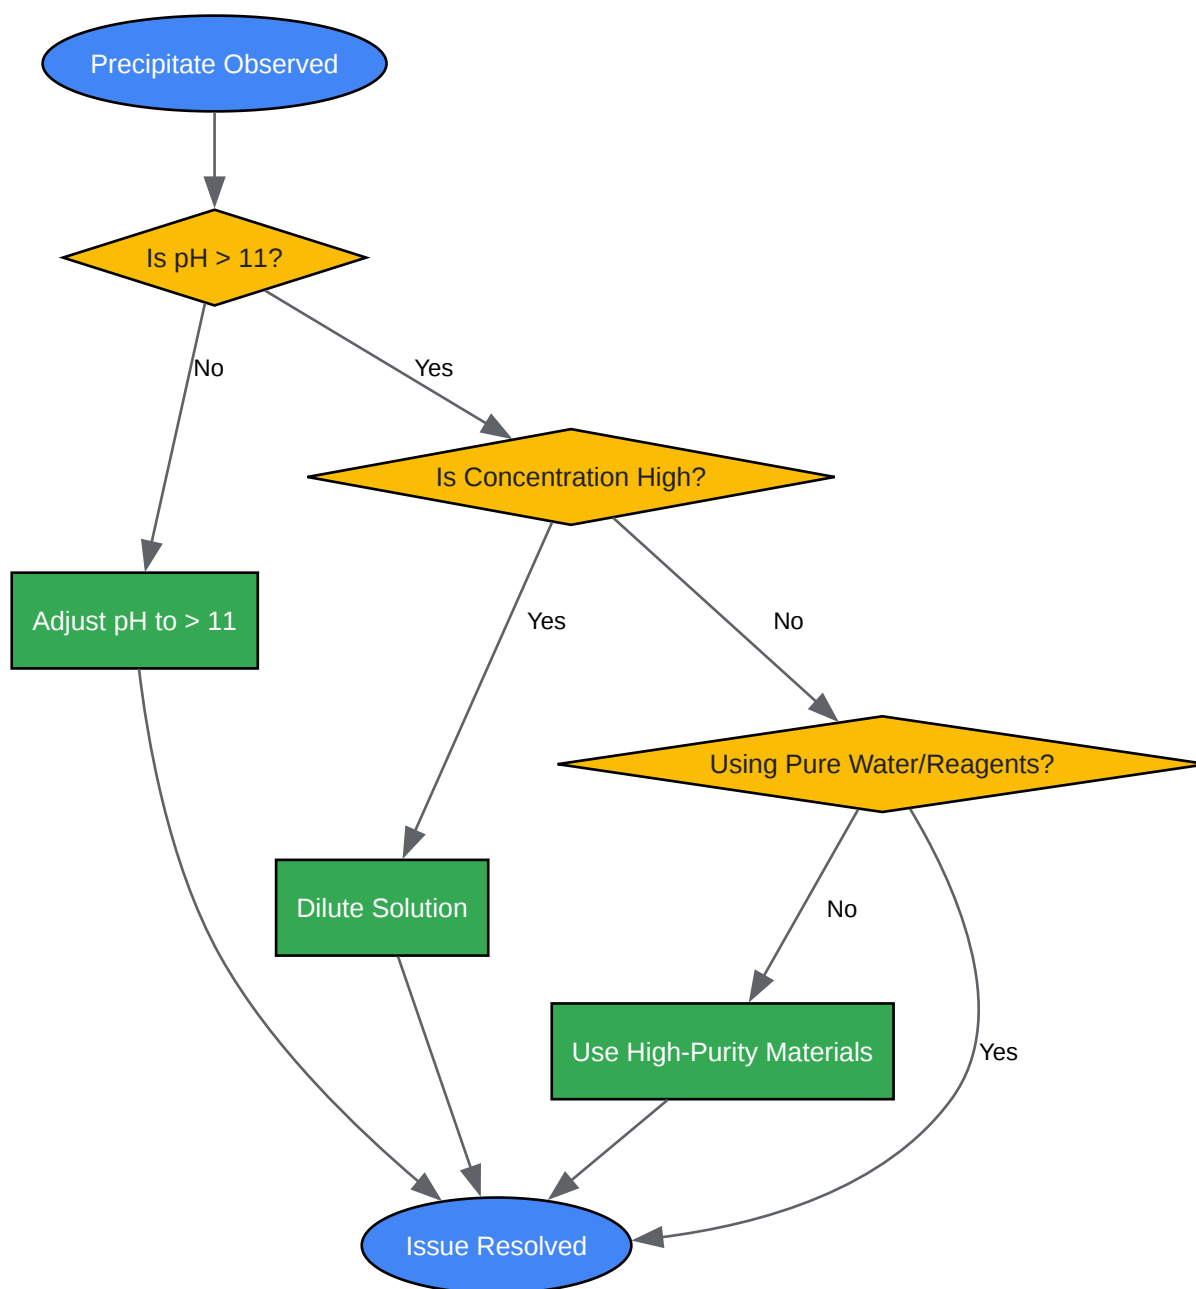 Precipitate Observed
Is pH > 11?
No
Yes
Is Concentration High?
Adjust pH to > 11
Yes
No
Using Pure Water/Reagents?
Dilute Solution
No
Use High-Purity Materials
Yes
Issue Resolved